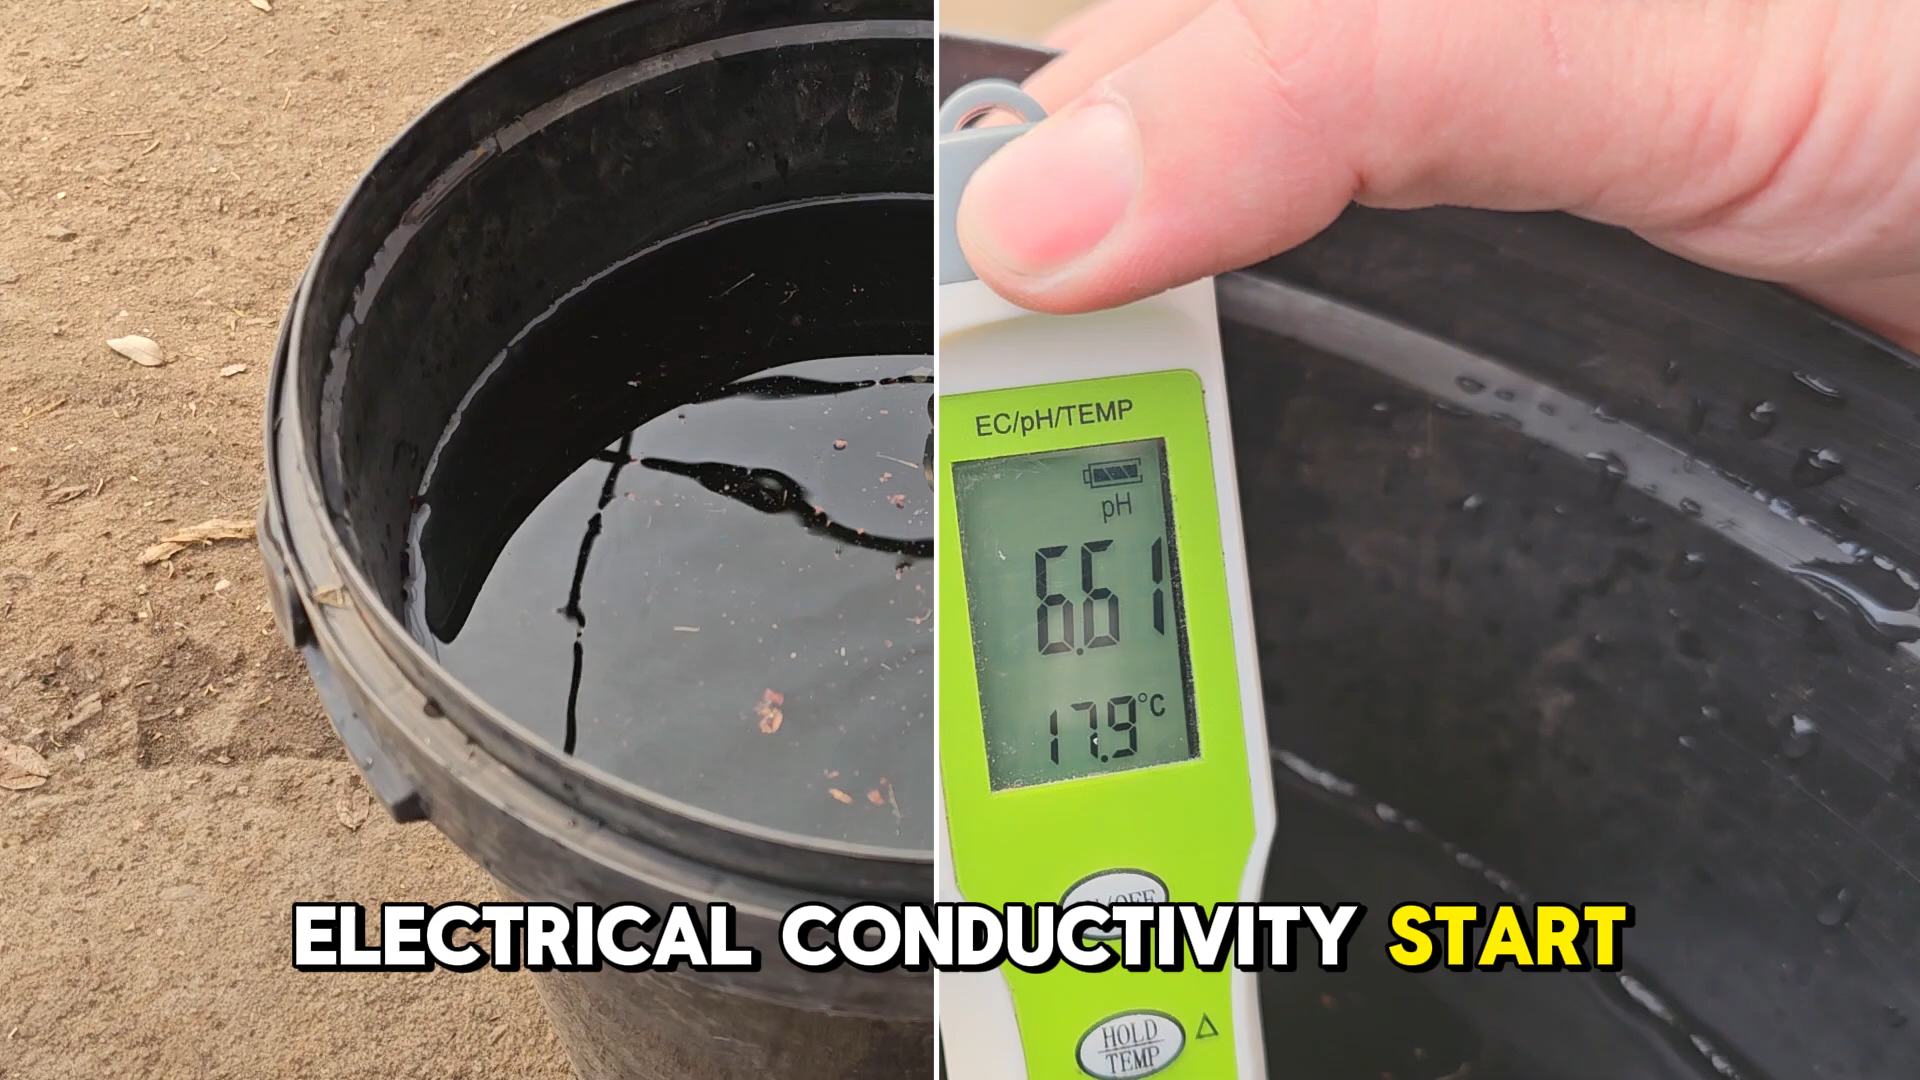 EC/pH/TEMP
pH
6.61
17.9°C
ELECTRICAL CONDUCTIVITY START
HOLD
TEMP